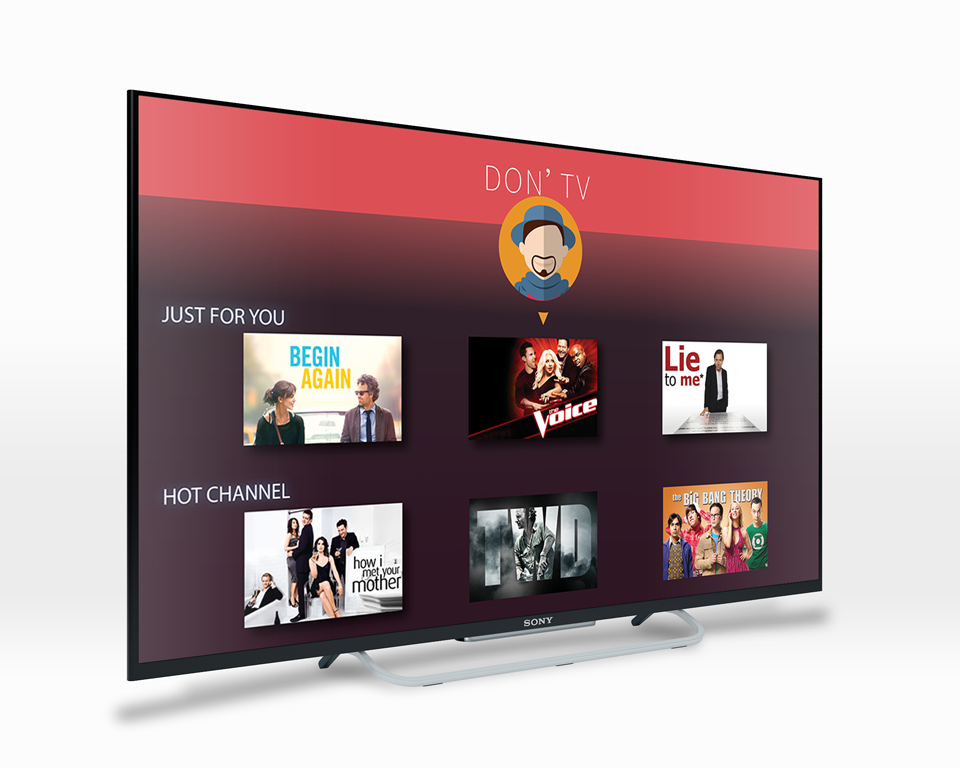 DON' TV
JUST FOR YOU
BEGIN
AGAIN
the
Voice
Lie
to me*
HOT CHANNEL
how i
met your
mother
TWD
the BIG BANG THEORY
SONY